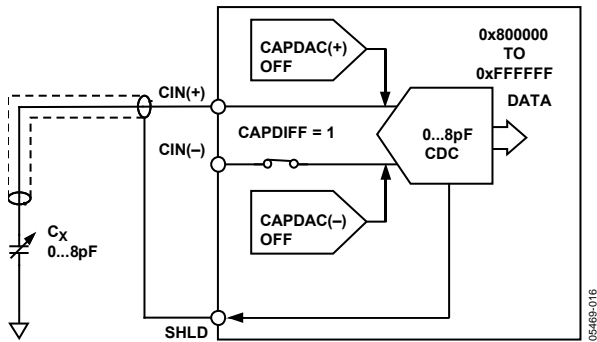 CAPDAC(+)
OFF
0x800000
TO
0xFFFFFF
DATA
CIN(+)
CAPDIFF = 1
CIN(–)
0...8pF
CDC
CAPDAC(–)
OFF
CX
0...8pF
SHLD
05469-016